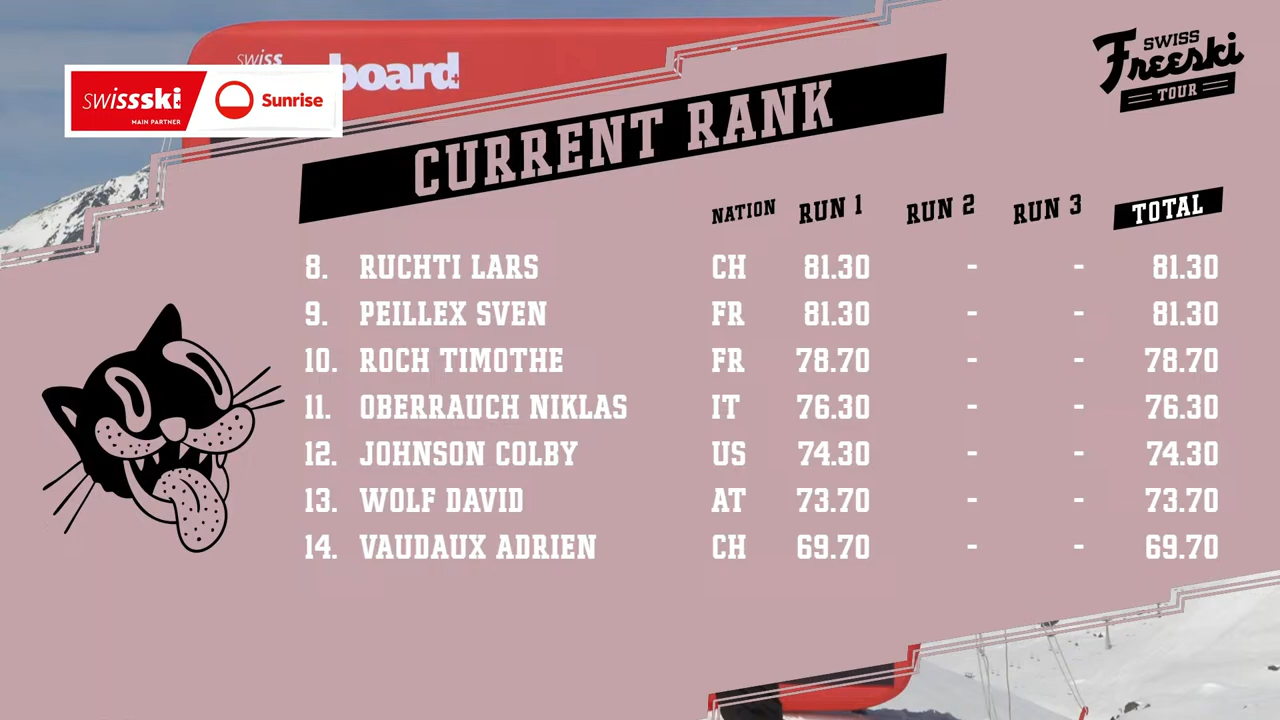 swiss
board
swissski
MAIN PARTNER
Sunrise
SWISS
Freeski
TOUR
CURRENT RANK
NATION RUN 1 RUN 2 RUN 3 TOTAL
8. RUCHTI LARS CH 81.30 - - 81.30
9. PEILLEX SVEN FR 81.30 - - 81.30
10. ROCH TIMOTHE FR 78.70 - - 78.70
11. OBERRAUCH NIKLAS IT 76.30 - - 76.30
12. JOHNSON COLBY US 74.30 - - 74.30
13. WOLF DAVID AT 73.70 - - 73.70
14. VAUDAUX ADRIEN CH 69.70 - - 69.70